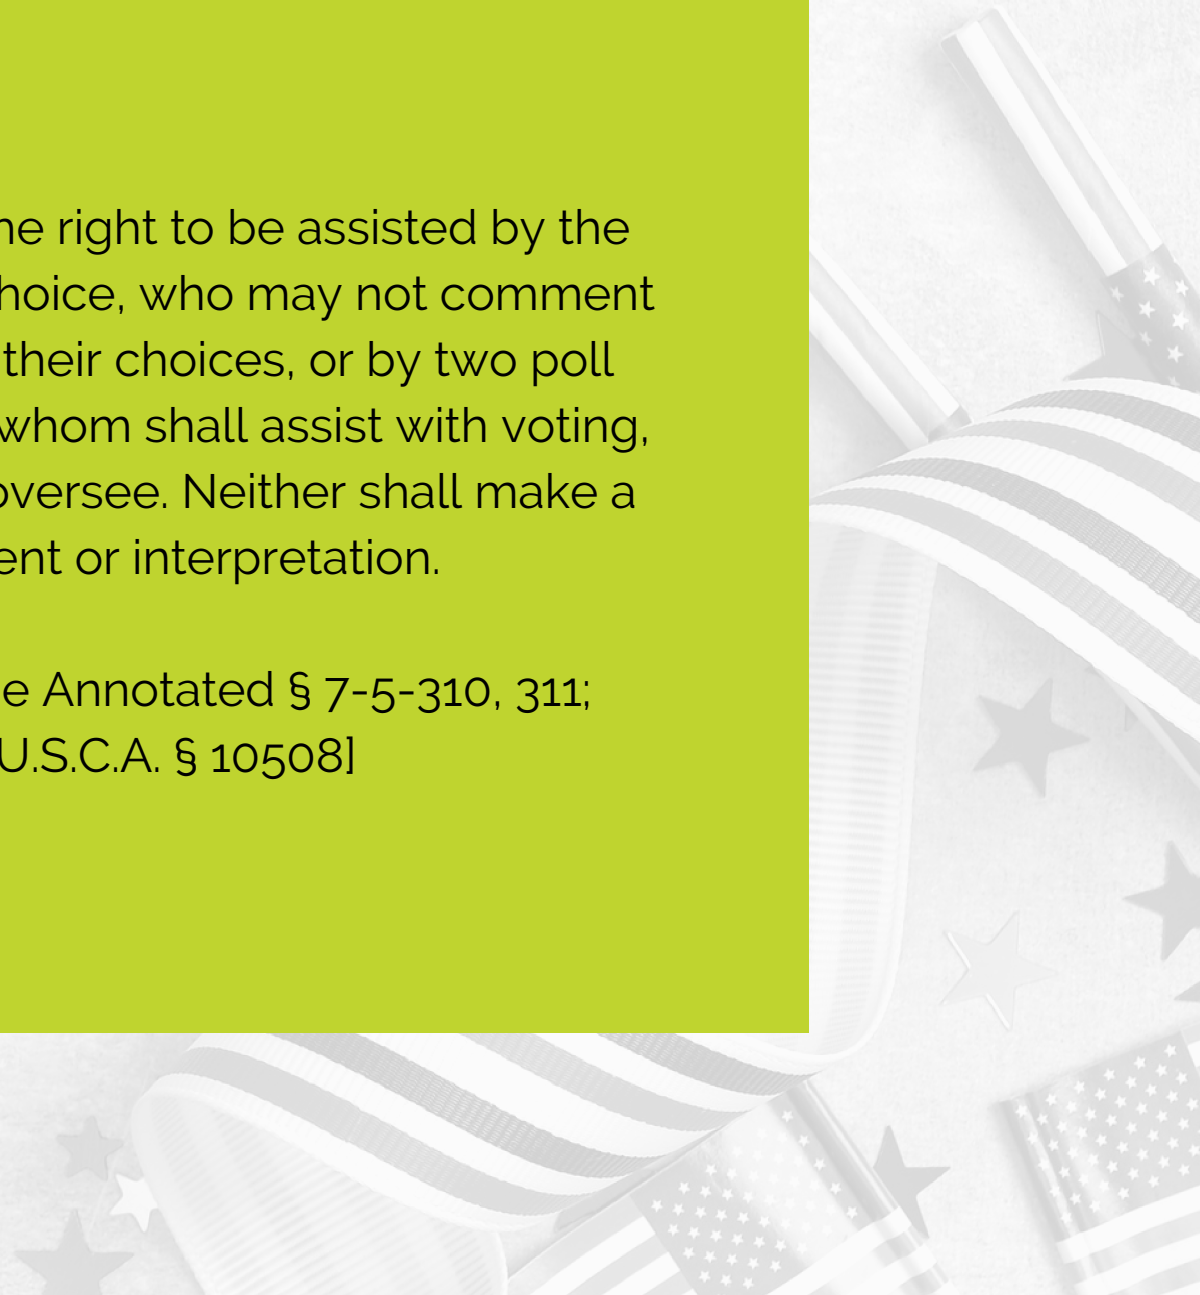 he right to be assisted by the
hoice, who may not comment
their choices, or by two poll
whom shall assist with voting,
oversee. Neither shall make a
ent or interpretation.
e Annotated § 7-5-310, 311;
U.S.C.A. § 10508]